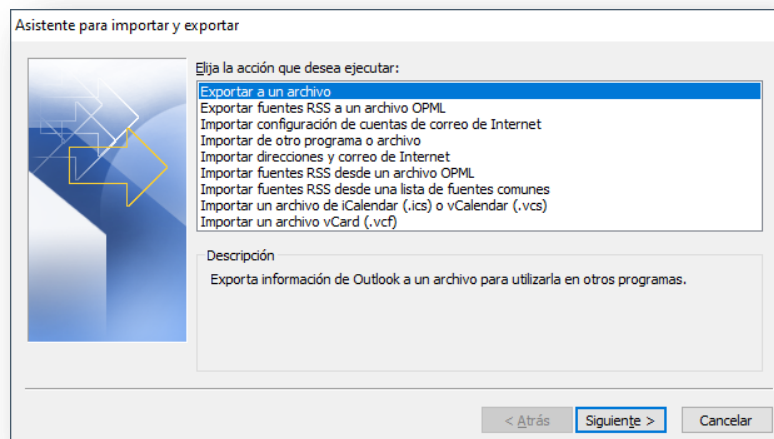 Asistente para importar y exportar
Elija la acción que desea ejecutar:
Exportar a un archivo
Exportar fuentes RSS a un archivo OPML
Importar configuración de cuentas de correo de Internet
Importar de otro programa o archivo
Importar direcciones y correo de Internet
Importar fuentes RSS desde un archivo OPML
Importar fuentes RSS desde una lista de fuentes comunes
Importar un archivo de iCalendar (.ics) o vCalendar (.vcs)
Importar un archivo vCard (.vcf)
Descripción
Exporta información de Outlook a un archivo para utilizarla en otros programas.
< Atrás Siguiente > Cancelar